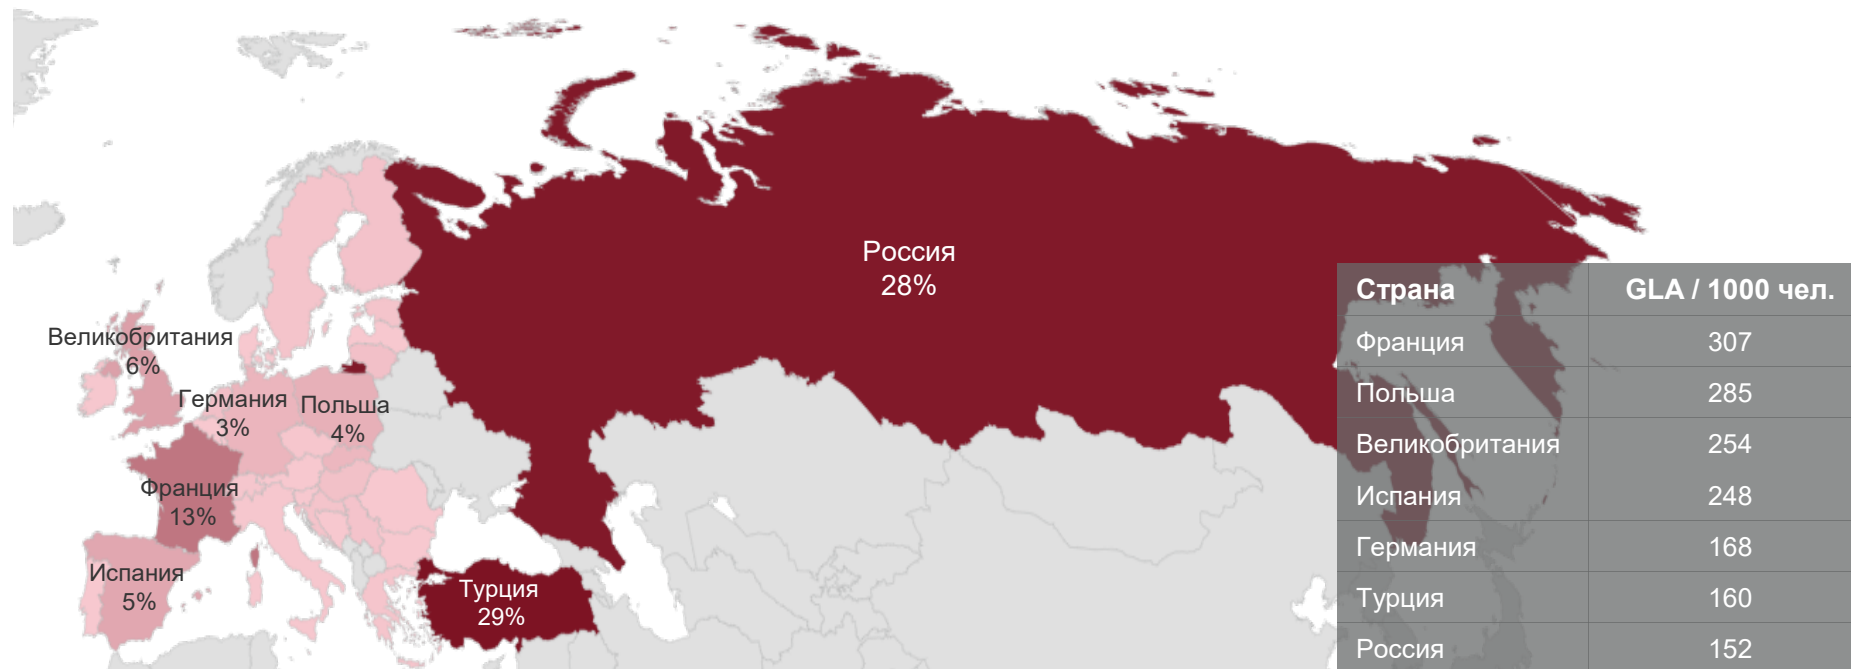 Россия
28%
Великобритания
6%
Германия
3%
Польша
4%
Франция
13%
Испания
5%
Турция
29%
Страна GLA / 1000 чел.
Франция 307
Польша 285
Великобритания 254
Испания 248
Германия 168
Турция 160
Россия 152